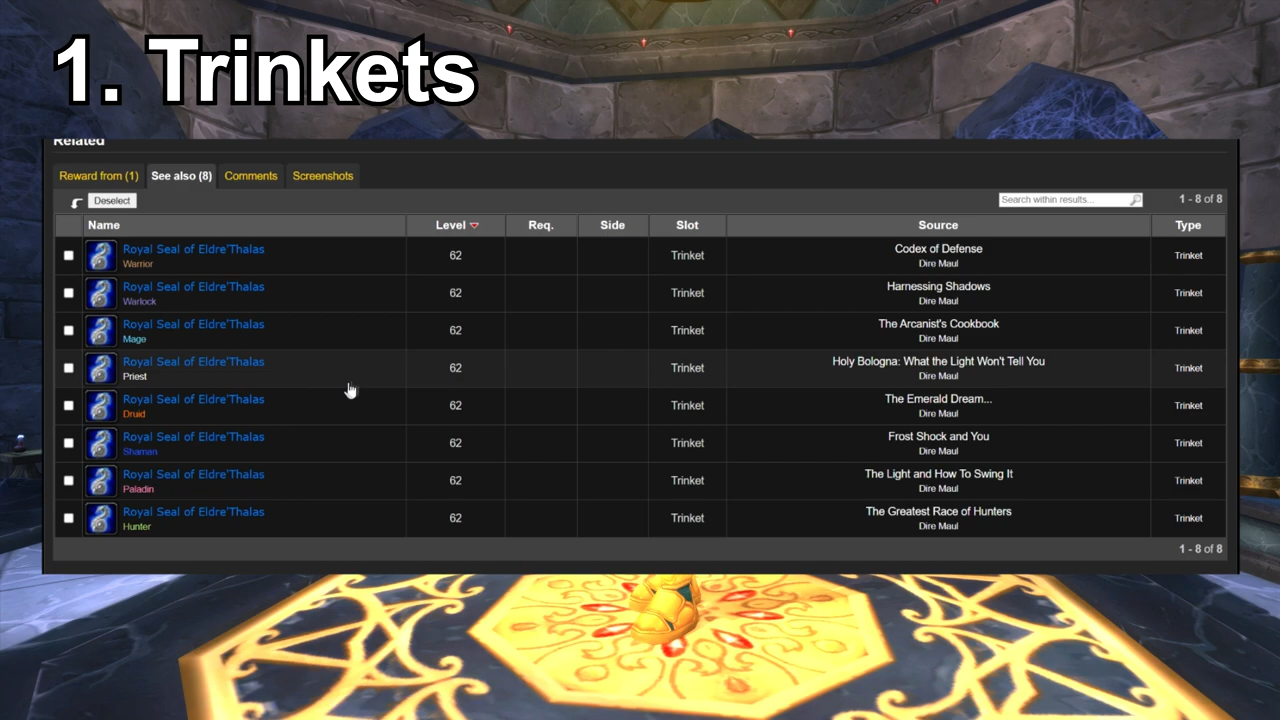 1. Trinkets
Related
Reward from (1) See also (8) Comments Screenshots
Deselect Search within results... 1 - 8 of 8
Name Level Req. Side Slot Source Type
Royal Seal of Eldre'Thalas 62 Trinket Codex of Defense Trinket
Warrior Dire Maul
Royal Seal of Eldre'Thalas 62 Trinket Harnessing Shadows Trinket
Warlock Dire Maul
Royal Seal of Eldre'Thalas 62 Trinket The Arcanist's Cookbook Trinket
Mage Dire Maul
Royal Seal of Eldre'Thalas 62 Trinket Holy Bologna: What the Light Won't Tell You Trinket
Priest Dire Maul
Royal Seal of Eldre'Thalas 62 Trinket The Emerald Dream... Trinket
Druid Dire Maul
Royal Seal of Eldre'Thalas 62 Trinket Frost Shock and You Trinket
Shaman Dire Maul
Royal Seal of Eldre'Thalas 62 Trinket The Light and How To Swing It Trinket
Paladin Dire Maul
Royal Seal of Eldre'Thalas 62 Trinket The Greatest Race of Hunters Trinket
Hunter Dire Maul
1 - 8 of 8